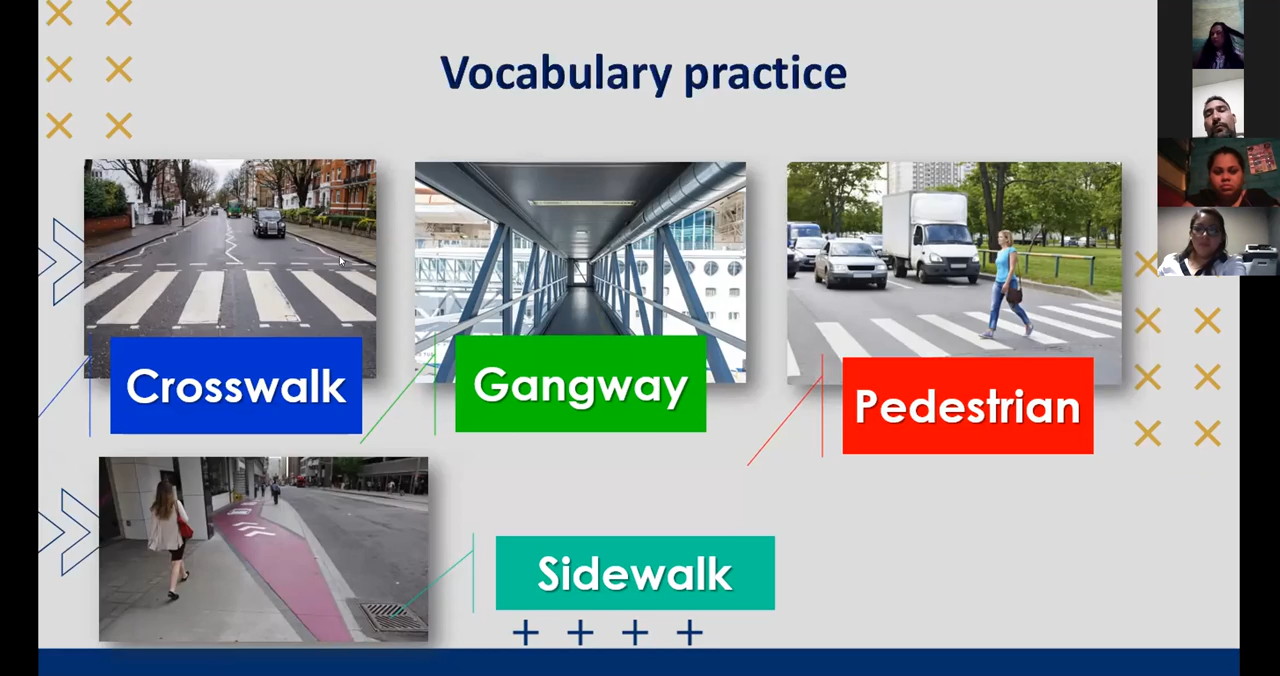 Vocabulary practice
Crosswalk
Gangway
Pedestrian
Sidewalk